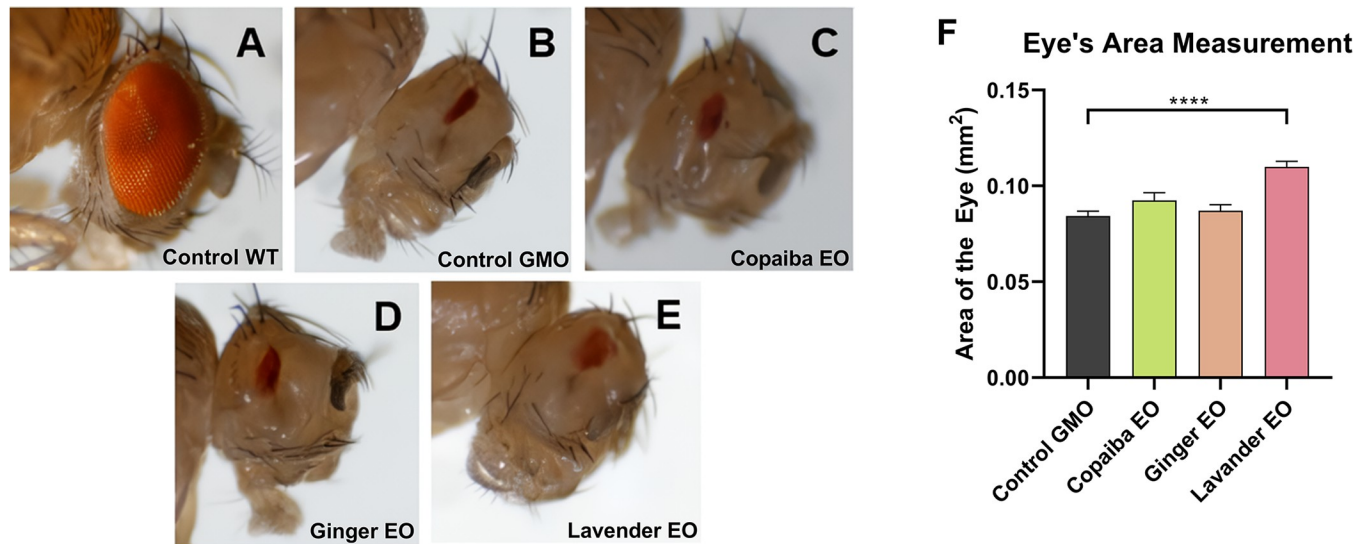 A
Control WT
B
Control GMO
C
Copaiba EO
D
Ginger EO
E
Lavender EO
F
Eye's Area Measurement
Area of the Eye (mm²)
0.15
0.10
0.05
0.00
****
Control GMO
Copaiba EO
Ginger EO
Lavander EO